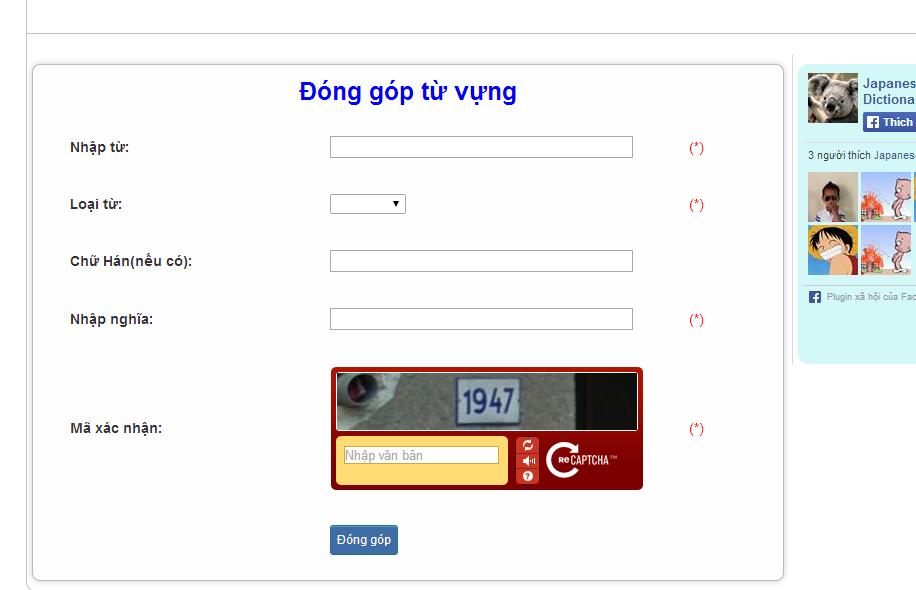 Đóng góp từ vựng
Nhập từ:
(*)
Loại từ:
(*)
Chữ Hán(nếu có):
Nhập nghĩa:
(*)
1947
Mã xác nhận:
(*)
Nhập văn bản
?
reCAPTCHA™
Đóng góp
Japanes
Dictiona
Thích
3 người thích Japanes
Plugin xã hội của Fac